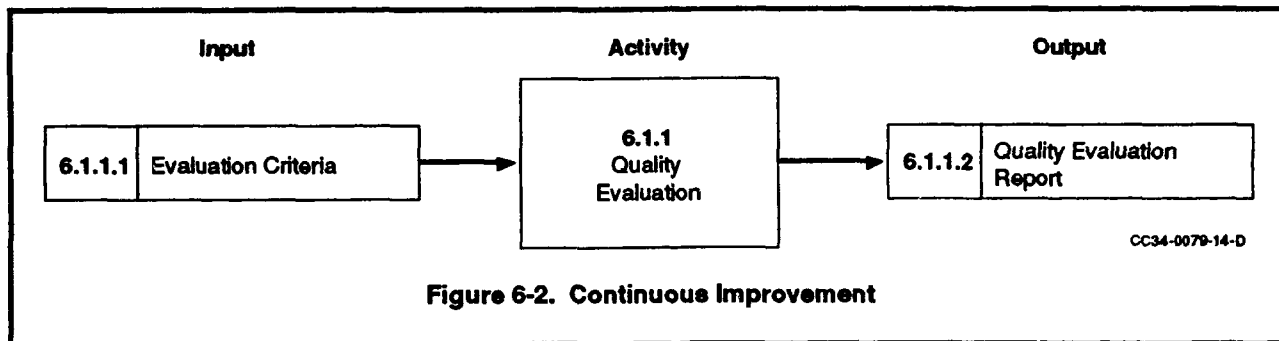 Input
Activity
Output
6.1.1.1 Evaluation Criteria
6.1.1
Quality
Evaluation
6.1.1.2 Quality Evaluation
Report
CC34-0079-14-D
Figure 6-2. Continuous Improvement